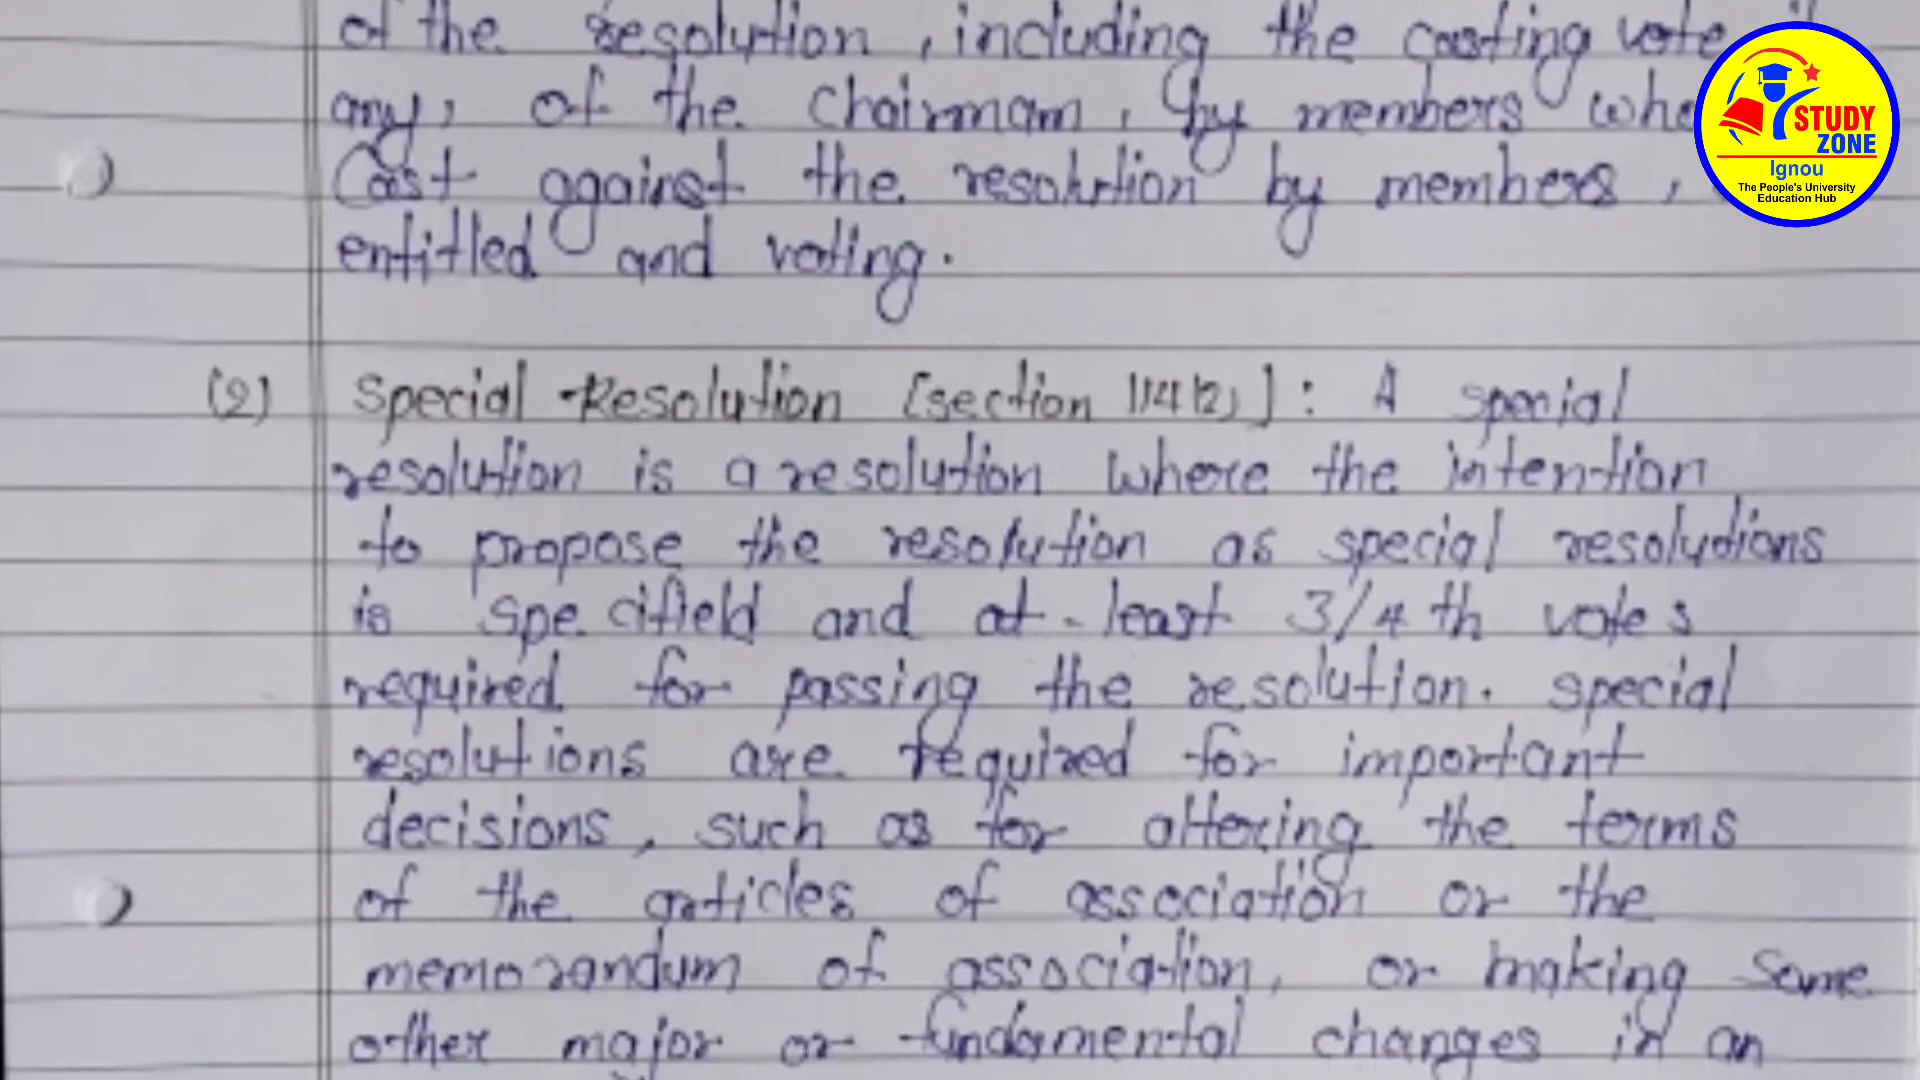 of the resolution, including the casting vote if
any, of the Chairman, by members who
Cast against the resolution by members,
entitled and voting.
(2) Special Resolution [section 114(2)]: A special
resolution is a resolution where the intention
to propose the resolution as special resolutions
is specifield and at-least 3/4th votes
required for passing the resolution. special
resolutions are required for important
decisions, such as for altering the terms
of the articles of association or the
memorandum of association, or making some
other major or fundamental changes in an
STUDY
ZONE
Ignou
The People's University
Education Hub